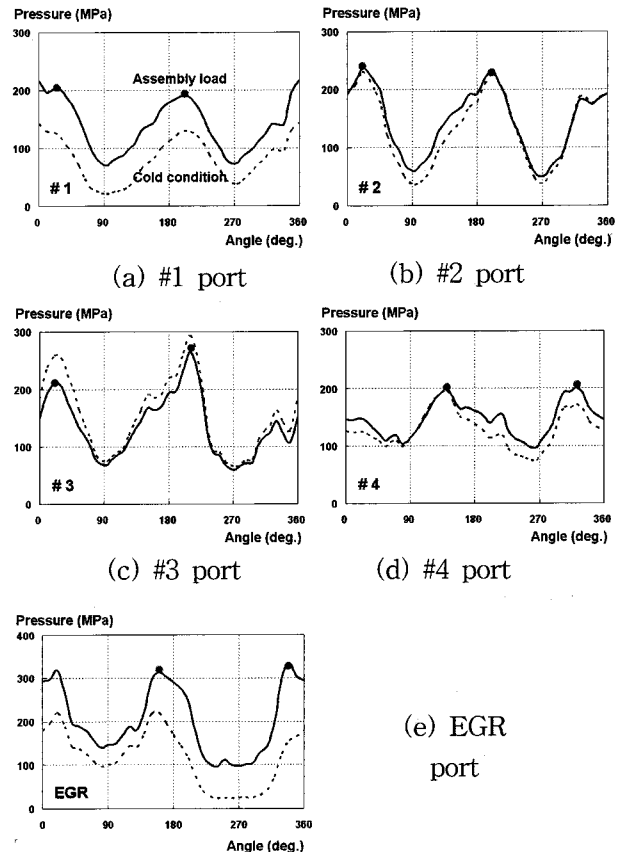 Pressure (MPa)
300
200
100
0
Assembly load
Cold condition
#1
0 90 180 270 360
Angle (deg.)
(a) #1 port
Pressure (MPa)
300
200
100
0
#2
0 90 180 270 360
Angle (deg.)
(b) #2 port
Pressure (MPa)
300
200
100
0
#3
0 90 180 270 360
Angle (deg.)
(c) #3 port
Pressure (MPa)
300
200
100
0
#4
0 90 180 270 360
Angle (deg.)
(d) #4 port
Pressure (MPa)
400
300
200
100
0
EGR
0 90 180 270 360
Angle (deg.)
(e) EGR
port